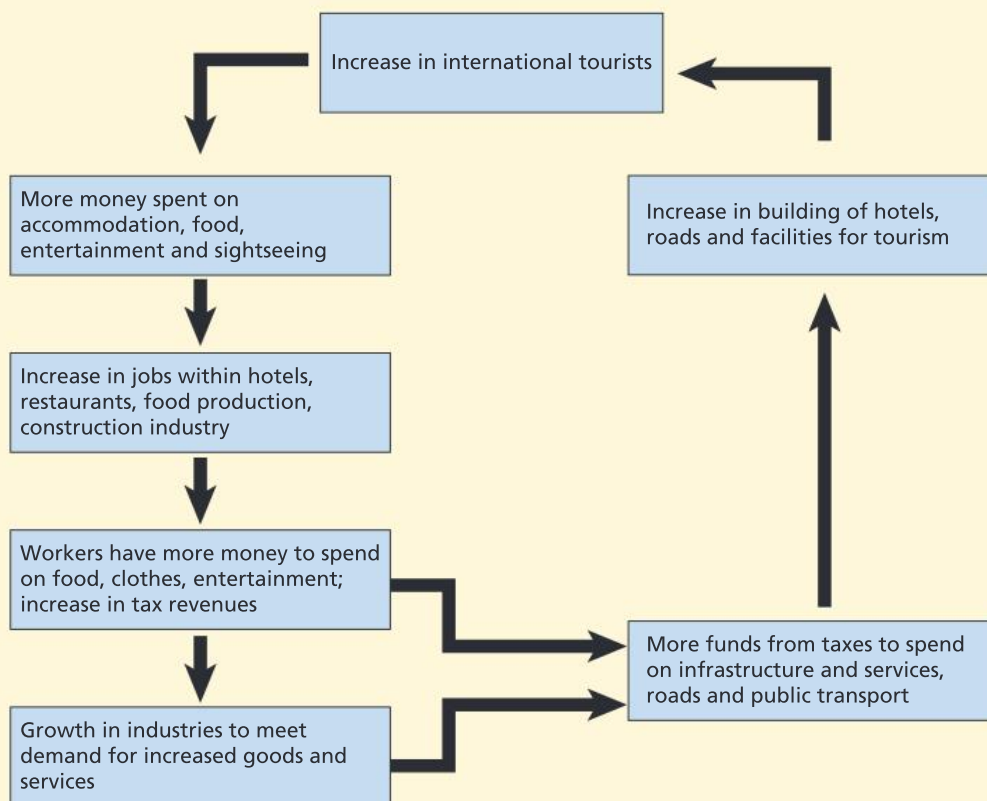 Increase in international tourists
More money spent on
accommodation, food,
entertainment and sightseeing
Increase in building of hotels,
roads and facilities for tourism
Increase in jobs within hotels,
restaurants, food production,
construction industry
Workers have more money to spend
on food, clothes, entertainment;
increase in tax revenues
More funds from taxes to spend
on infrastructure and services,
roads and public transport
Growth in industries to meet
demand for increased goods and
services